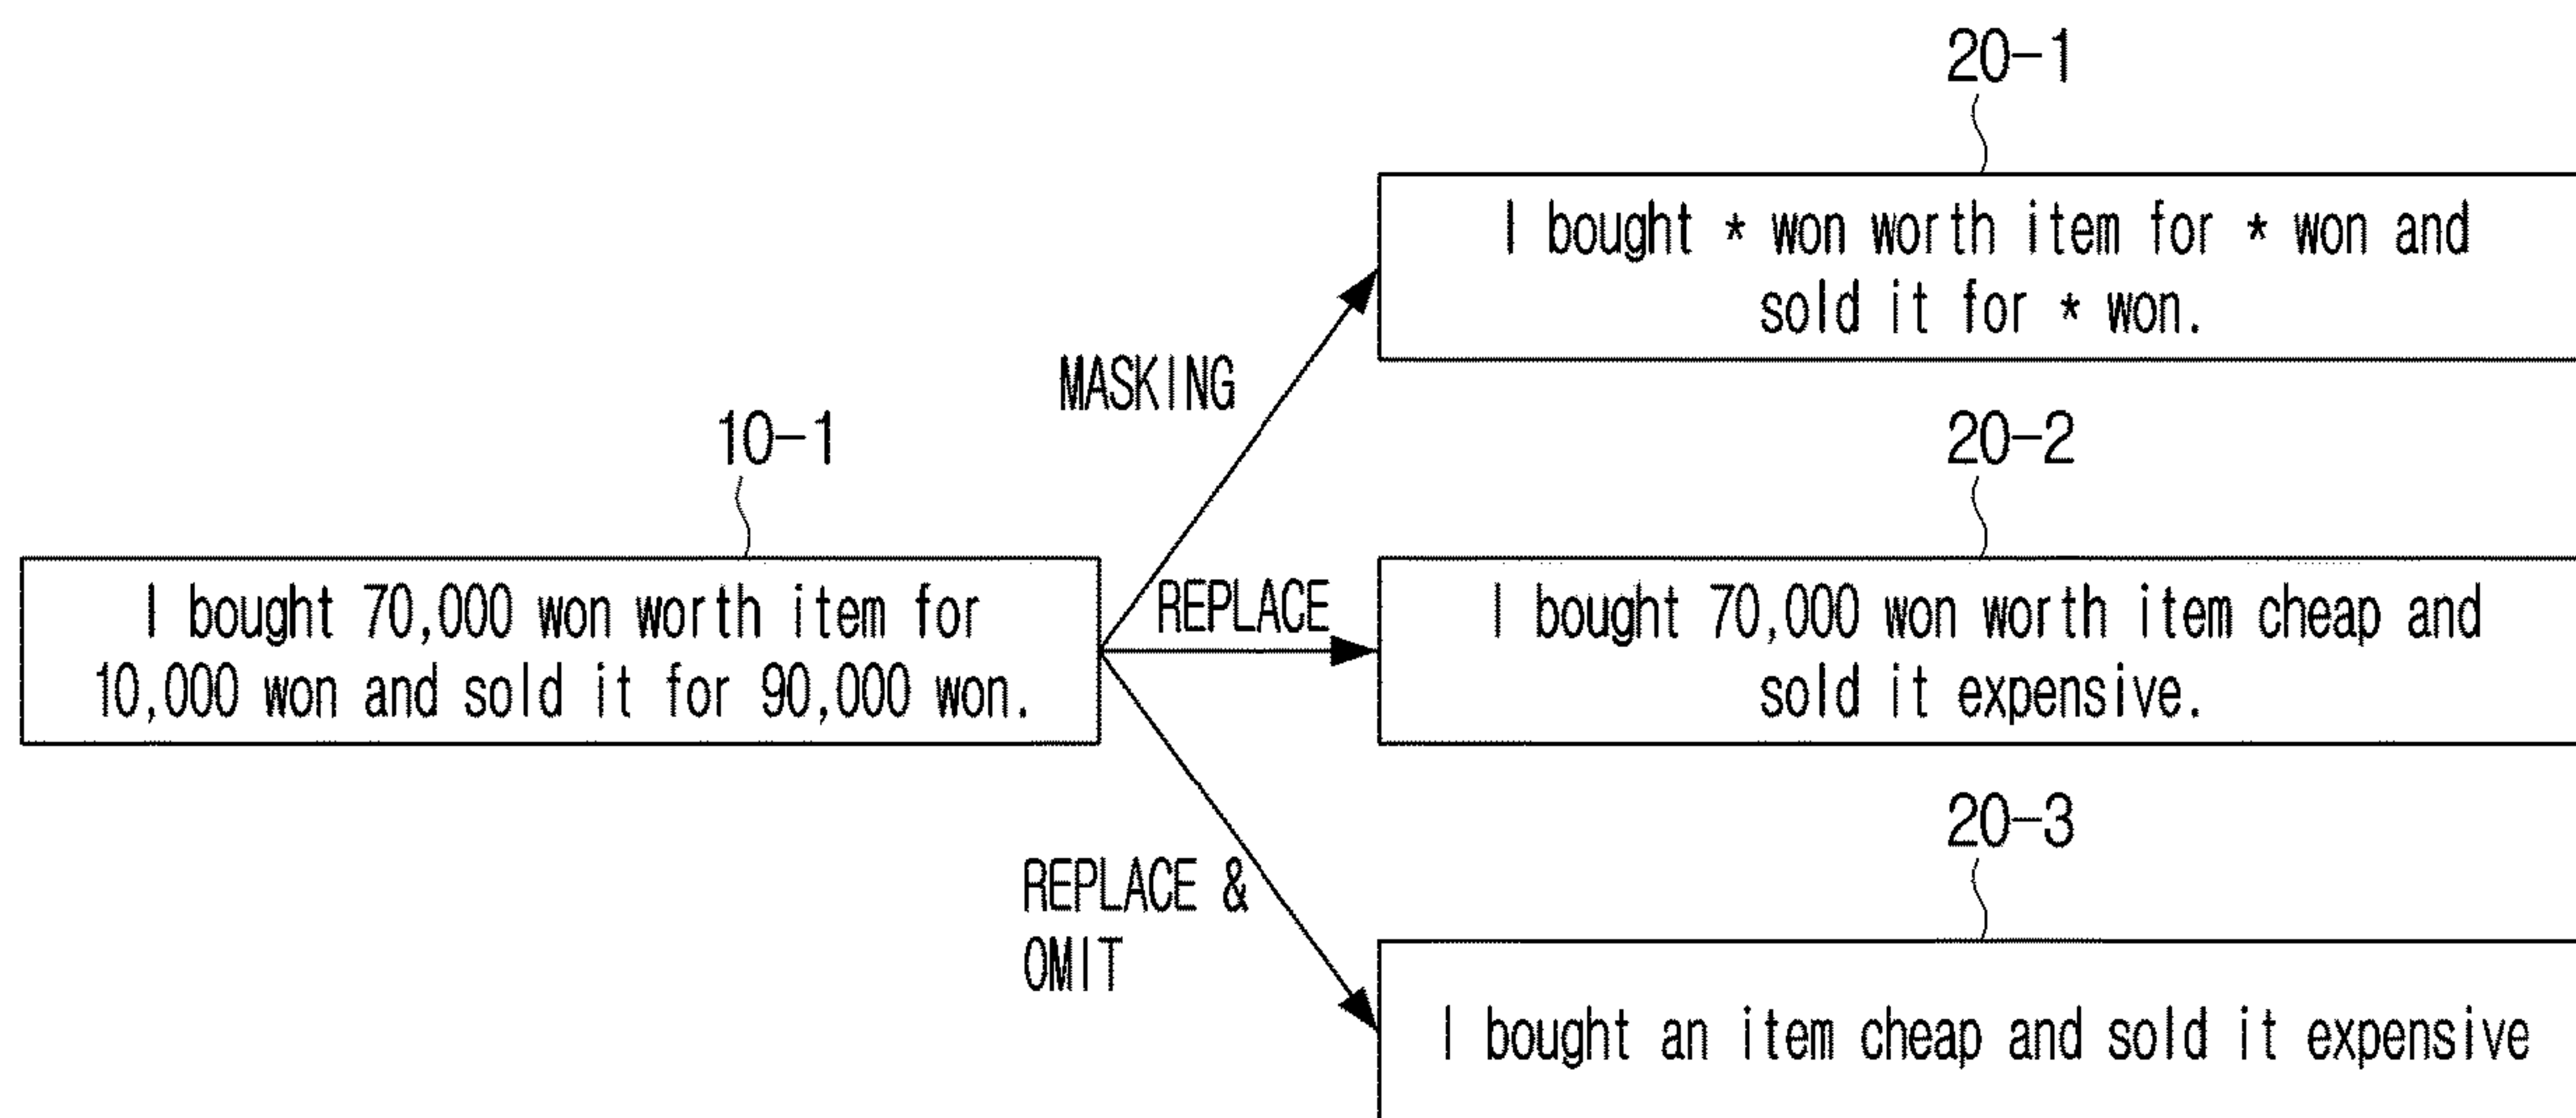 20-1
I bought * won worth item for * won and
sold it for * won.
MASKING
10-1
20-2
I bought 70,000 won worth item for
10,000 won and sold it for 90,000 won.
REPLACE
I bought 70,000 won worth item cheap and
sold it expensive.
20-3
REPLACE &
OMIT
I bought an item cheap and sold it expensive